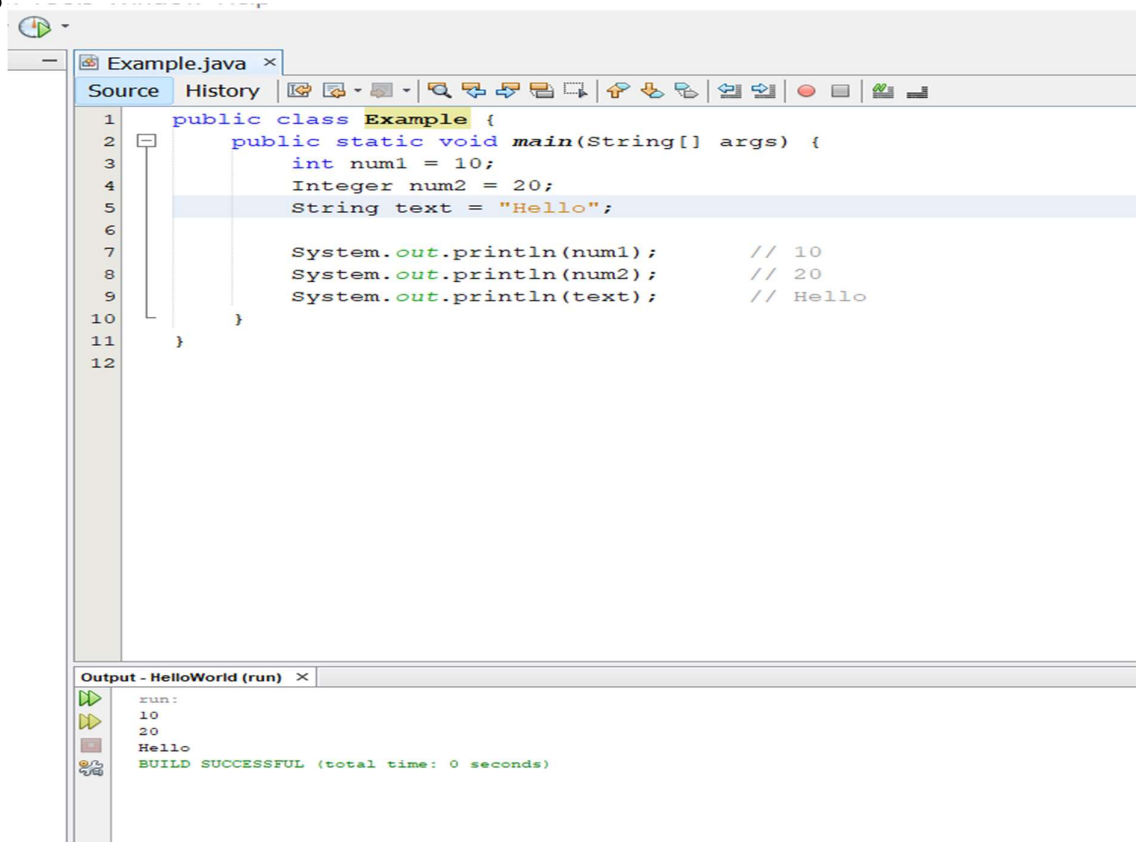 Example.java ×
Source History
1 public class Example {
2 public static void main(String[] args) {
3 int num1 = 10;
4 Integer num2 = 20;
5 String text = "Hello";
6
7 System.out.println(num1); // 10
8 System.out.println(num2); // 20
9 System.out.println(text); // Hello
10 }
11 }
12
Output - HelloWorld (run) ×
run:
10
20
Hello
BUILD SUCCESSFUL (total time: 0 seconds)